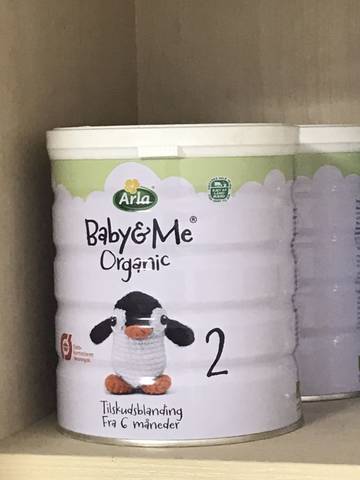 Arla
Baby&Me®
Organic
2
Tilskudsblanding
Fra 6 måneder